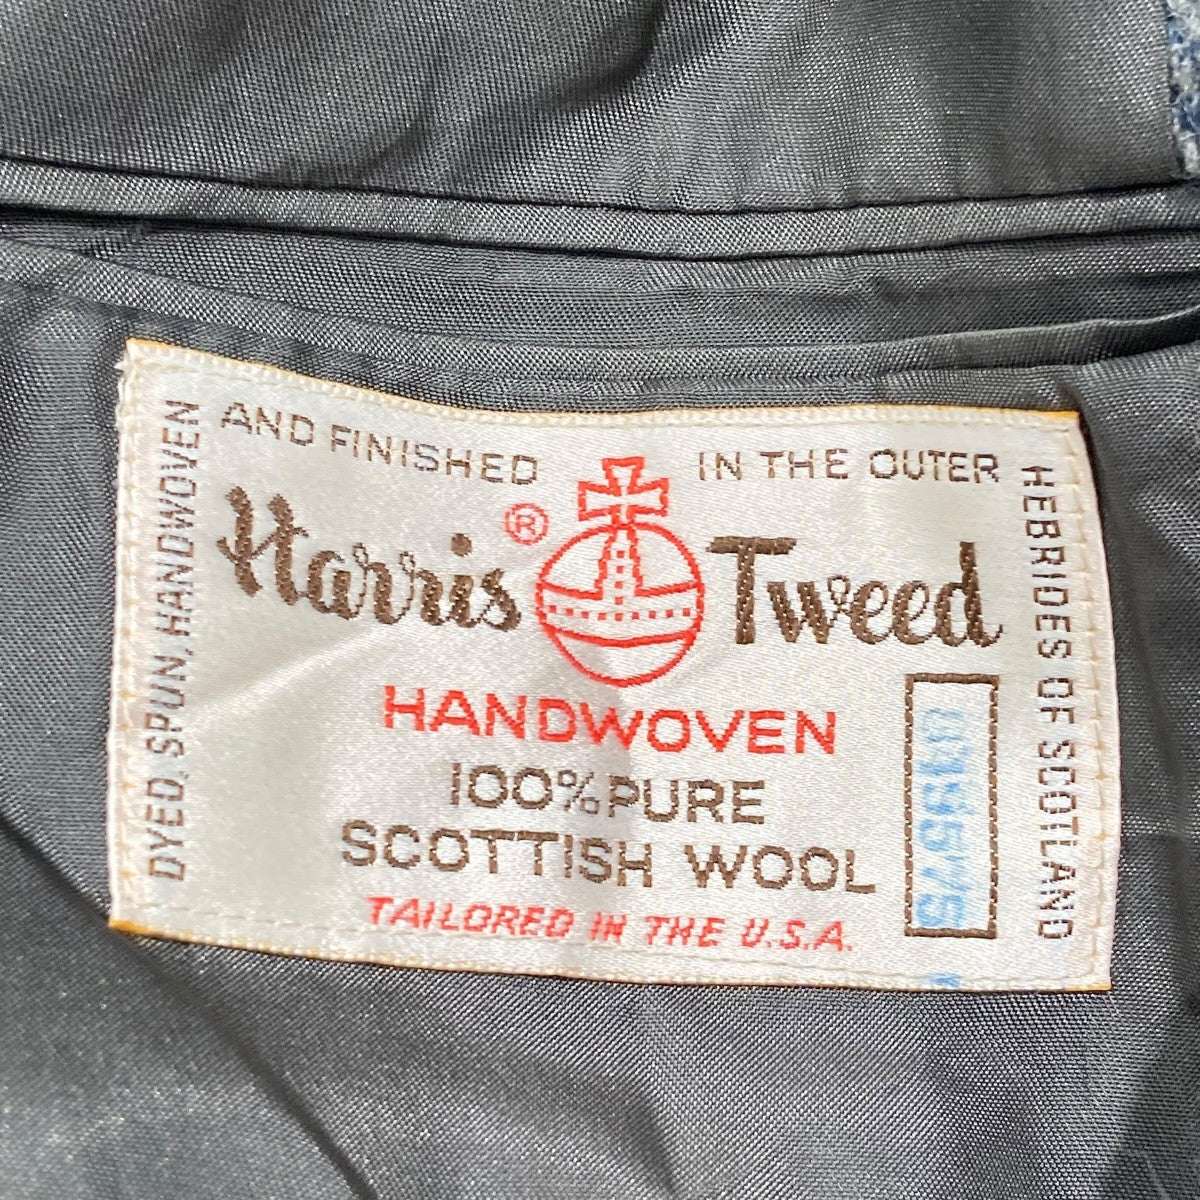 DYED, SPUN, HANDWOVEN
AND FINISHED IN THE OUTER
HEBRIDES OF SCOTLAND
Harris ® Tweed
HANDWOVEN
100% PURE
SCOTTISH WOOL
TAILORED IN THE U.S.A.